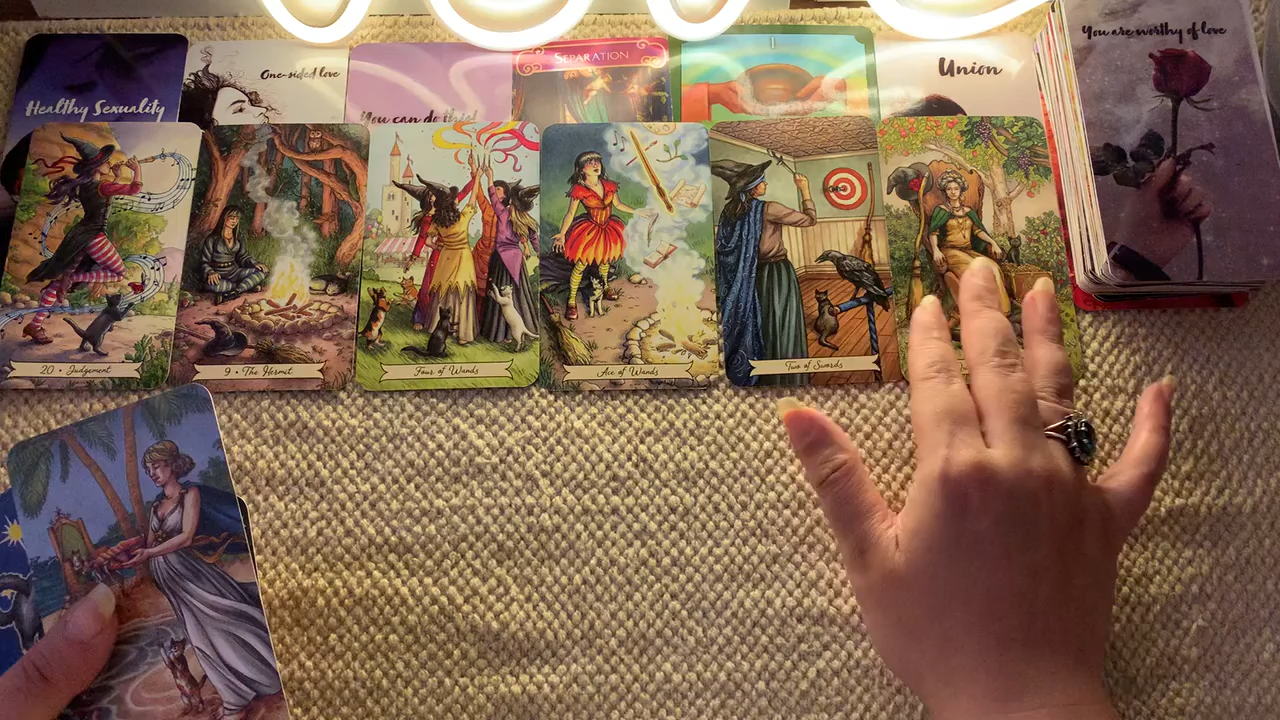 Healthy Sexuality
One-sided love
You can do this!
SEPARATION
I
Union
You are worthy of love
20 • Judgement
9 • The Hermit
Four of Wands
Ace of Wands
Two of Swords